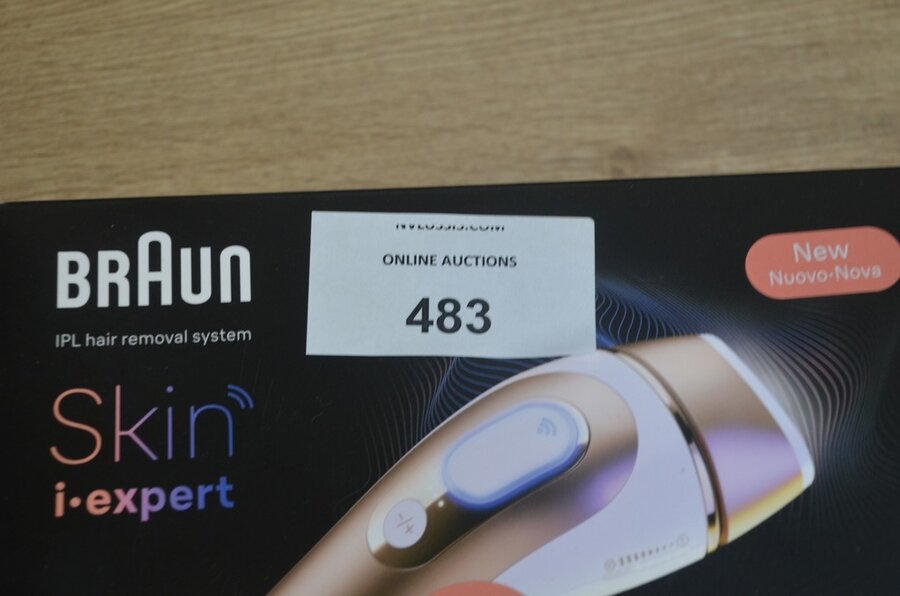 BRAUN
IPL hair removal system
Skin
i·expert
ONLINE AUCTIONS
483
New
Nuovo·Nova